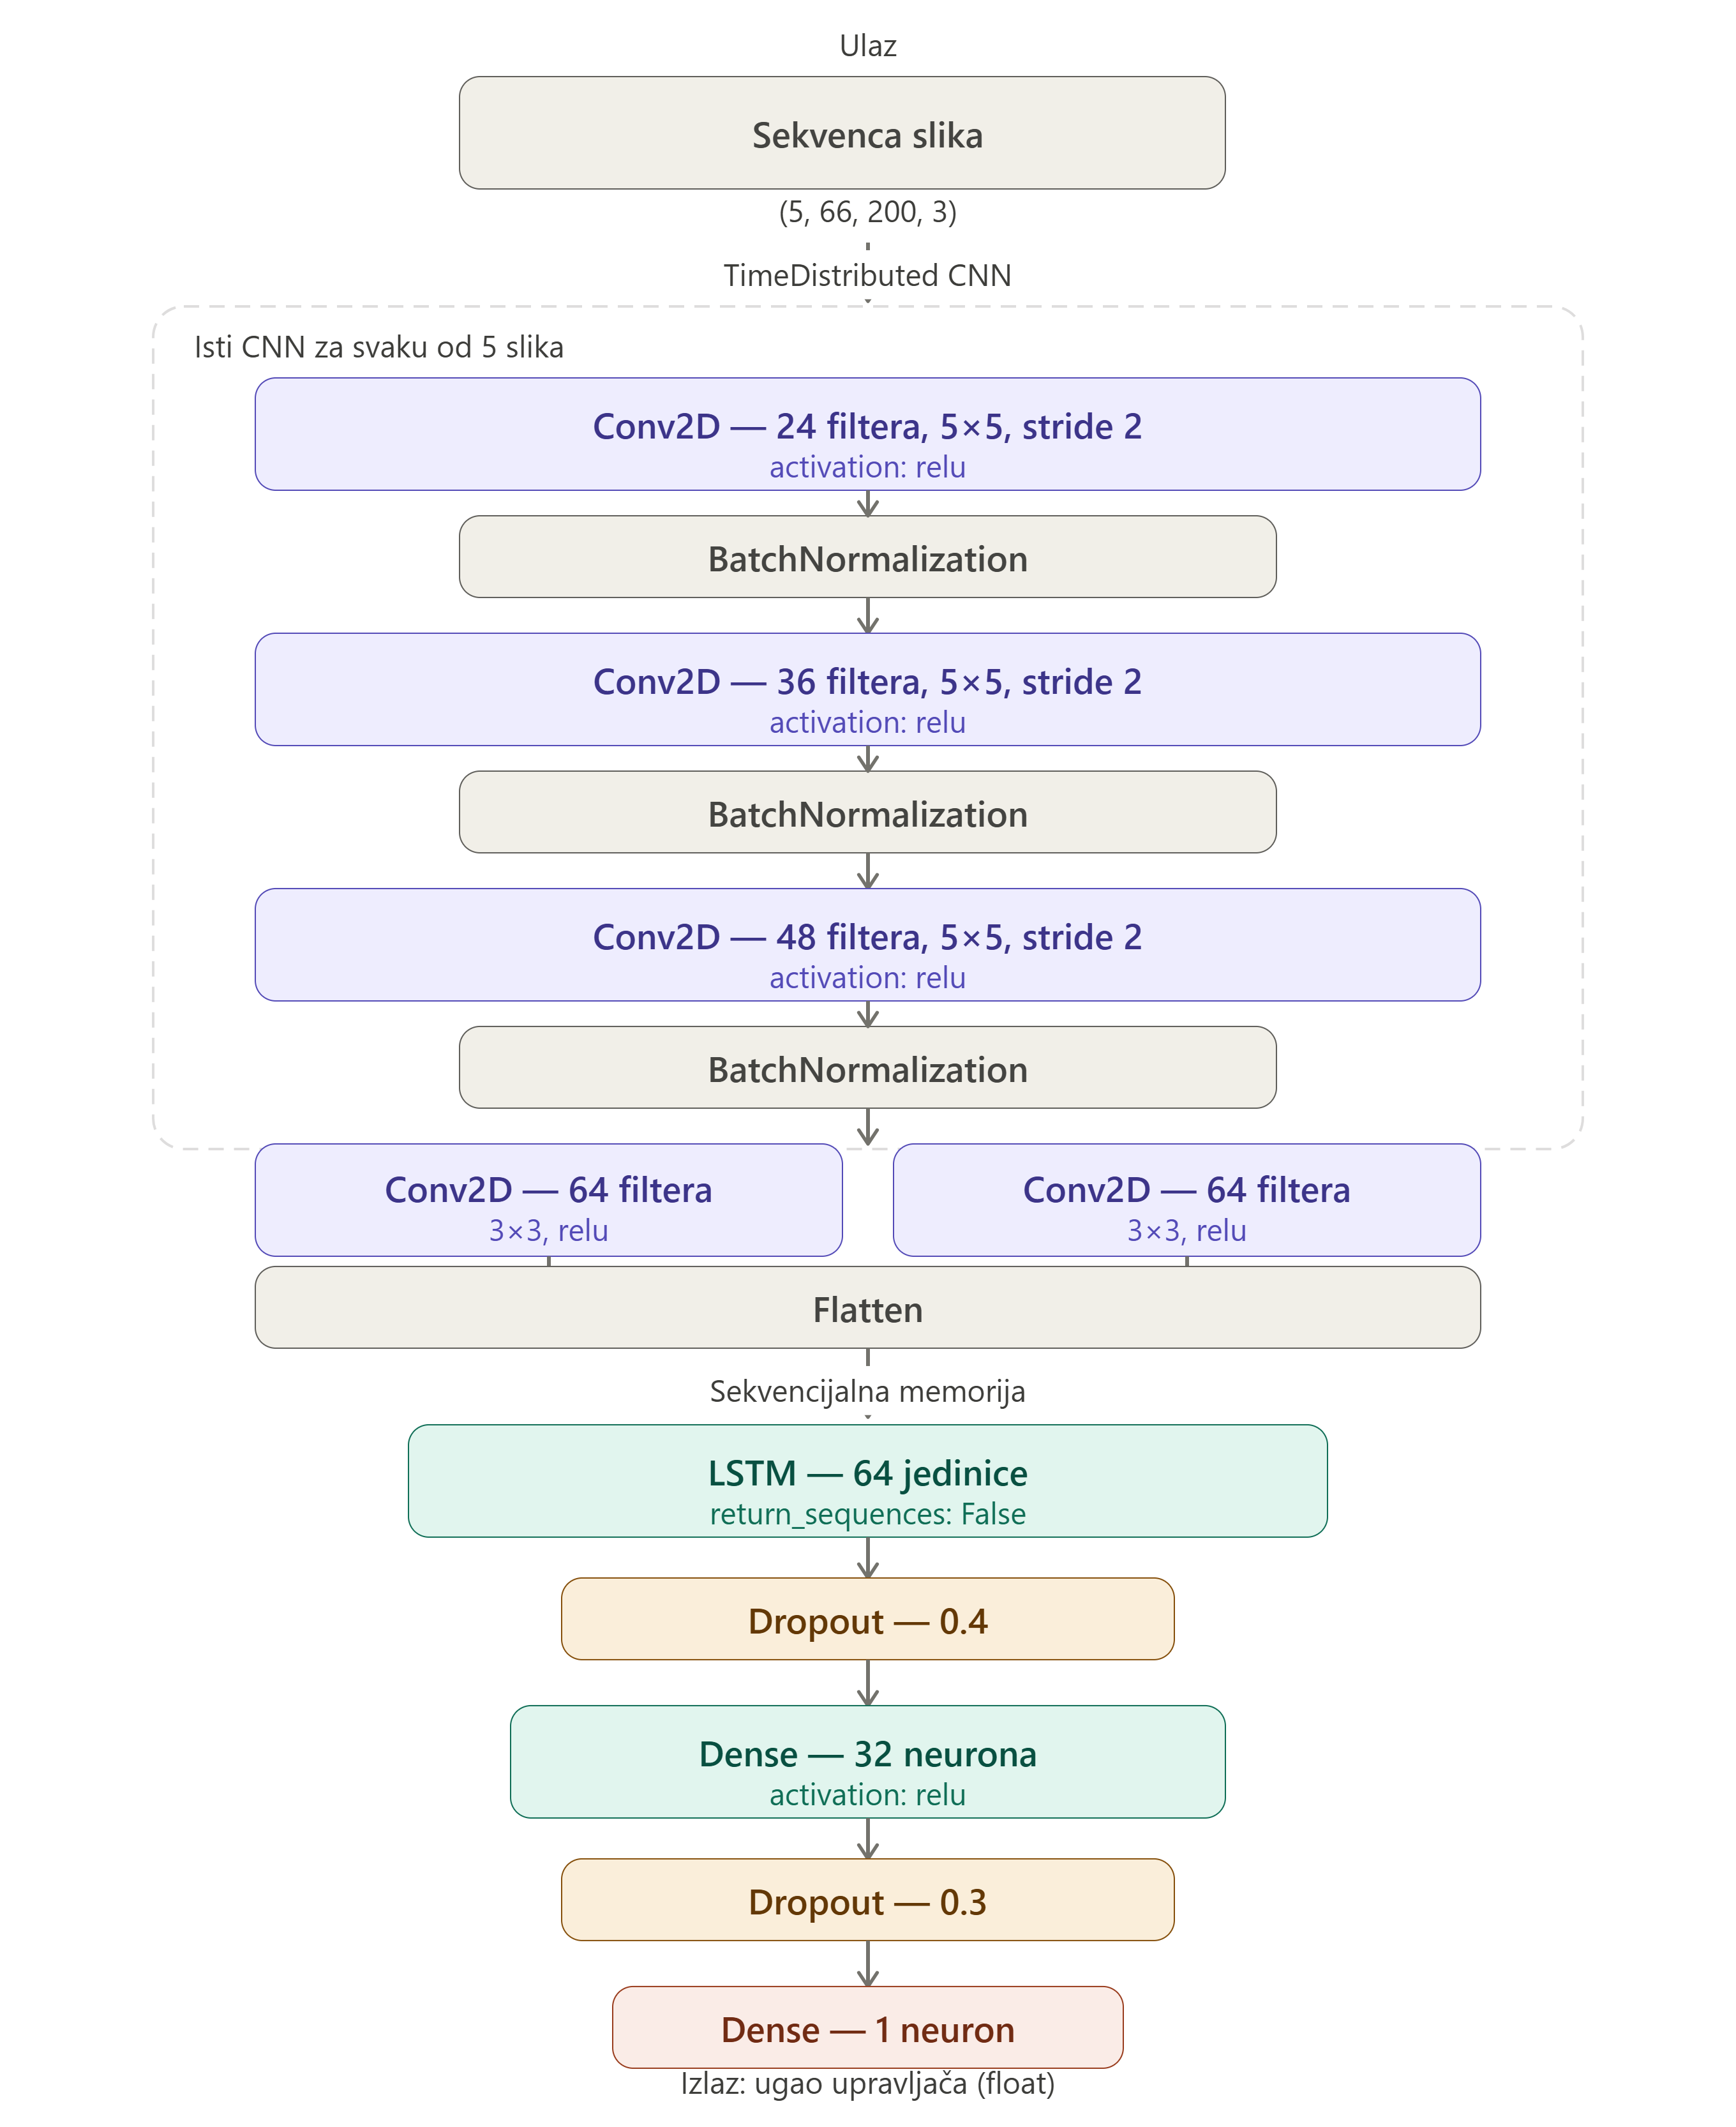 Ulaz
Sekvenca slika
(5, 66, 200, 3)
TimeDistributed CNN
Isti CNN za svaku od 5 slika
Conv2D — 24 filtera, 5×5, stride 2
activation: relu
BatchNormalization
Conv2D — 36 filtera, 5×5, stride 2
activation: relu
BatchNormalization
Conv2D — 48 filtera, 5×5, stride 2
activation: relu
BatchNormalization
Conv2D — 64 filtera
3×3, relu
Conv2D — 64 filtera
3×3, relu
Flatten
Sekvencijalna memorija
LSTM — 64 jedinice
return_sequences: False
Dropout — 0.4
Dense — 32 neurona
activation: relu
Dropout — 0.3
Dense — 1 neuron
Izlaz: ugao upravljača (float)